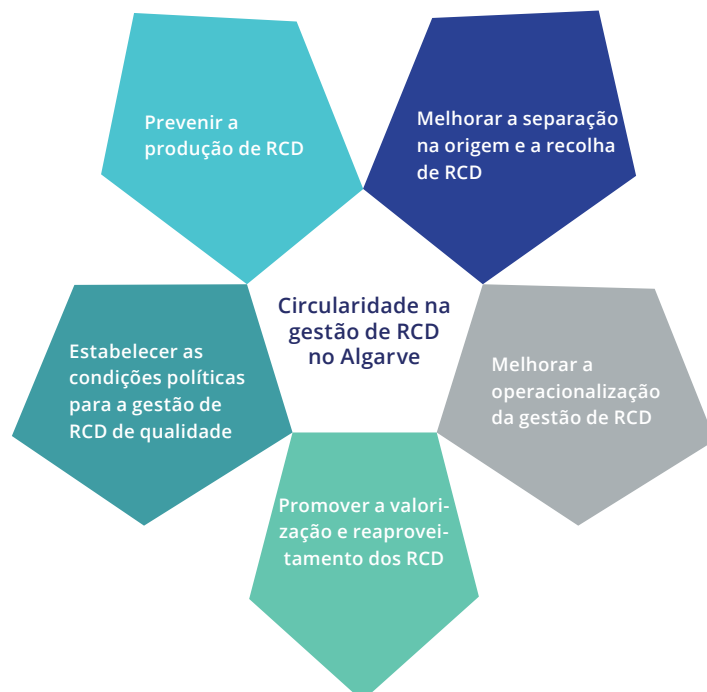 Prevenir a
produção de RCD
Melhorar a separação
na origem e a recolha
de RCD
Circularidade na
gestão de RCD
no Algarve
Estabelecer as
condições políticas
para a gestão de
RCD de qualidade
Melhorar a
operacionalização
da gestão de RCD
Promover a valori-
zação e reaprovei-
tamento dos RCD